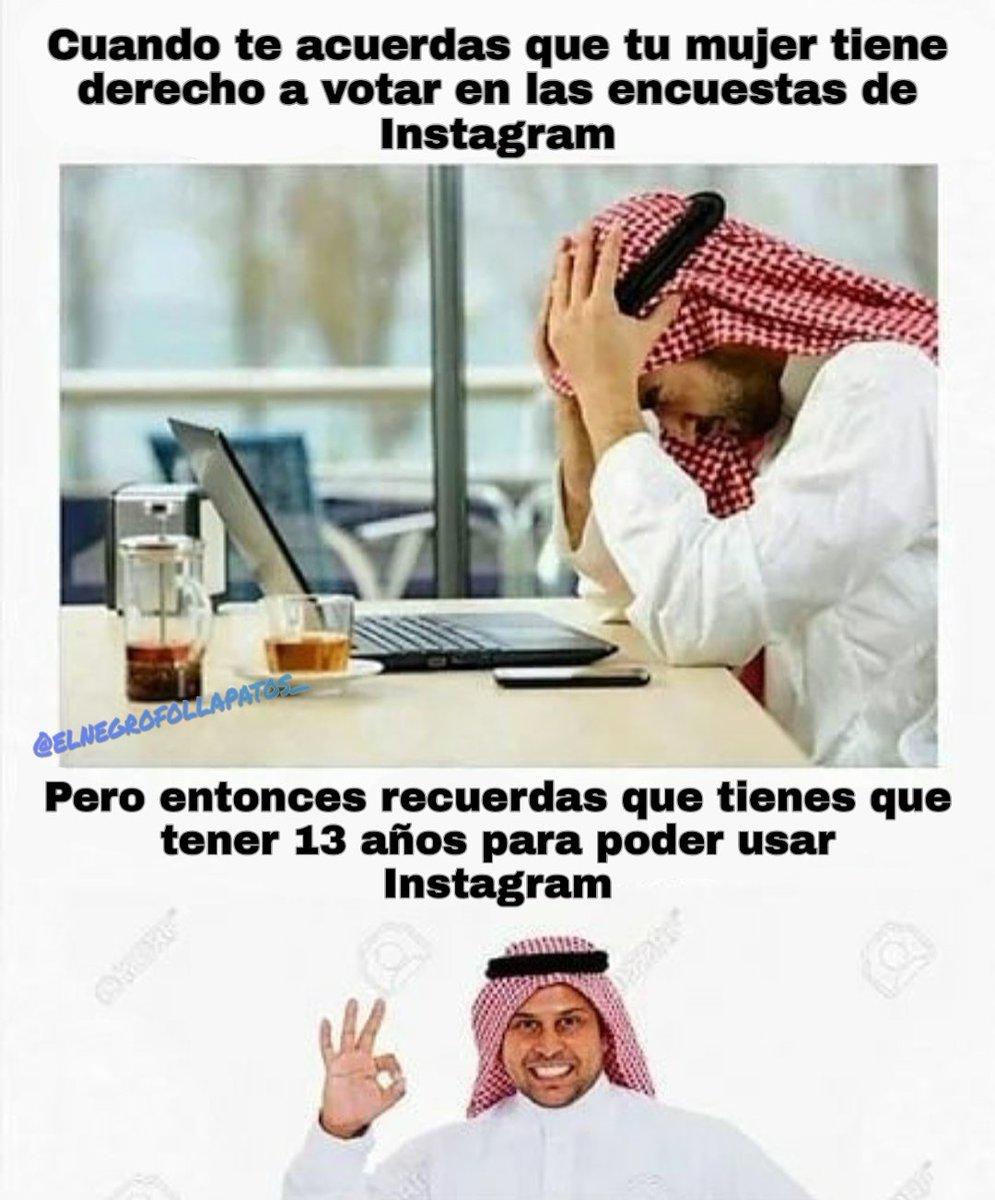 Cuando te acuerdas que tu mujer tiene
derecho a votar en las encuestas de
Instagram
@ELNEGROFOLLAPATOS_
Pero entonces recuerdas que tienes que
tener 13 años para poder usar
Instagram